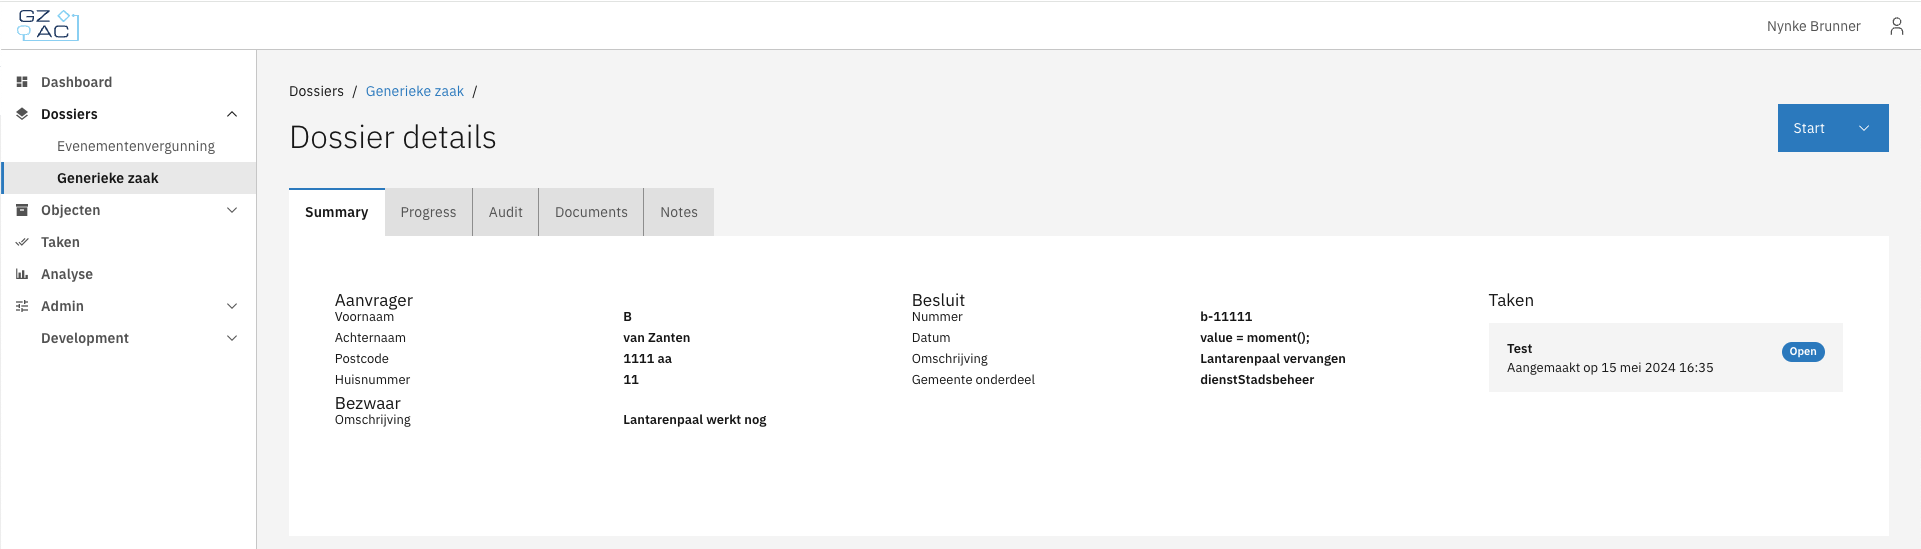 GZ
AC
Nynke Brunner
Dashboard
Dossiers
Evenementenvergunning
Generieke zaak
Objecten
Taken
Analyse
Admin
Development
Dossiers / Generieke zaak /
Dossier details
Start
Summary Progress Audit Documents Notes
Aanvrager
Voornaam B
Achternaam van Zanten
Postcode 1111 aa
Huisnummer 11
Bezwaar
Omschrijving Lantarenpaal werkt nog
Besluit
Nummer b-11111
Datum value = moment();
Omschrijving Lantarenpaal vervangen
Gemeente onderdeel dienstStadsbeheer
Taken
Test Open
Aangemaakt op 15 mei 2024 16:35